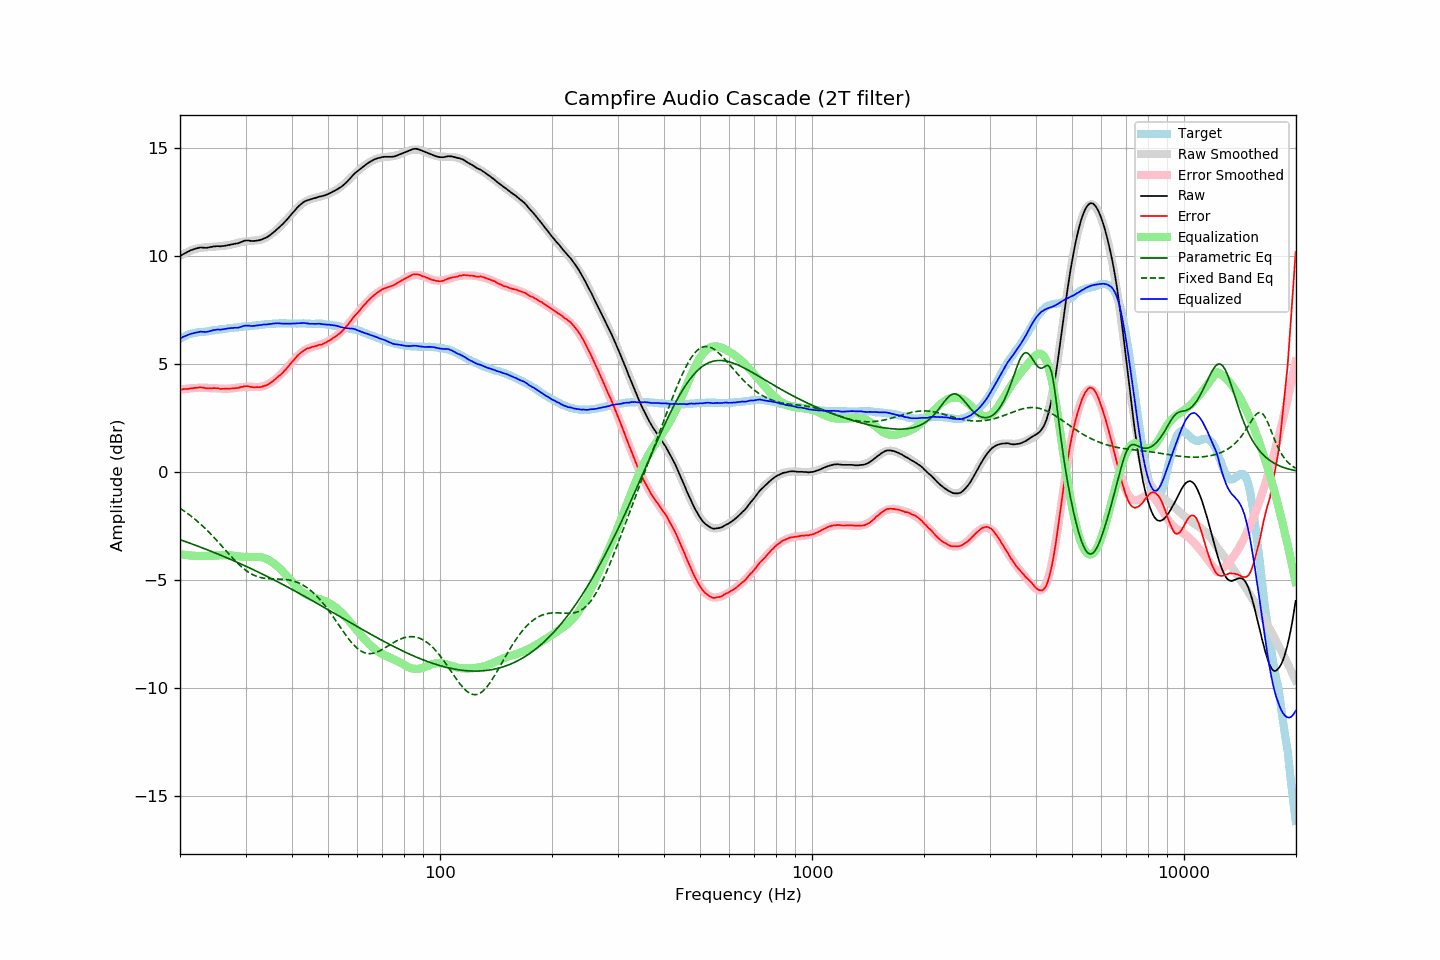 Campfire Audio Cascade (2T filter)
Target
Raw Smoothed
Error Smoothed
Raw
Error
Equalization
Parametric Eq
Fixed Band Eq
Equalized
15
10
5
0
−5
−10
−15
Amplitude (dBr)
100
1000
10000
Frequency (Hz)